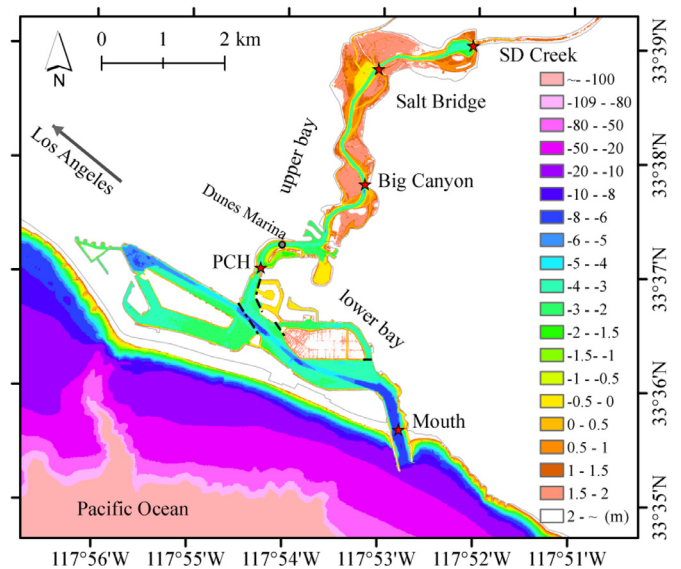 0 1 2 km
N
SD Creek
Salt Bridge
Los Angeles
upper bay
Big Canyon
Dunes Marina
PCH
lower bay
Mouth
Pacific Ocean
~ - -100
-109 - -80
-80 - -50
-50 - -20
-20 - -10
-10 - -8
-8 - -6
-6 - -5
-5 - -4
-4 - -3
-3 - -2
-2 - -1.5
-1.5- -1
-1 - -0.5
-0.5 - 0
0 - 0.5
0.5 - 1
1 - 1.5
1.5 - 2
2 - ~ (m)
33°39'N
33°38'N
33°37'N
33°36'N
33°35'N
117°56'W 117°55'W 117°54'W 117°53'W 117°52'W 117°51'W